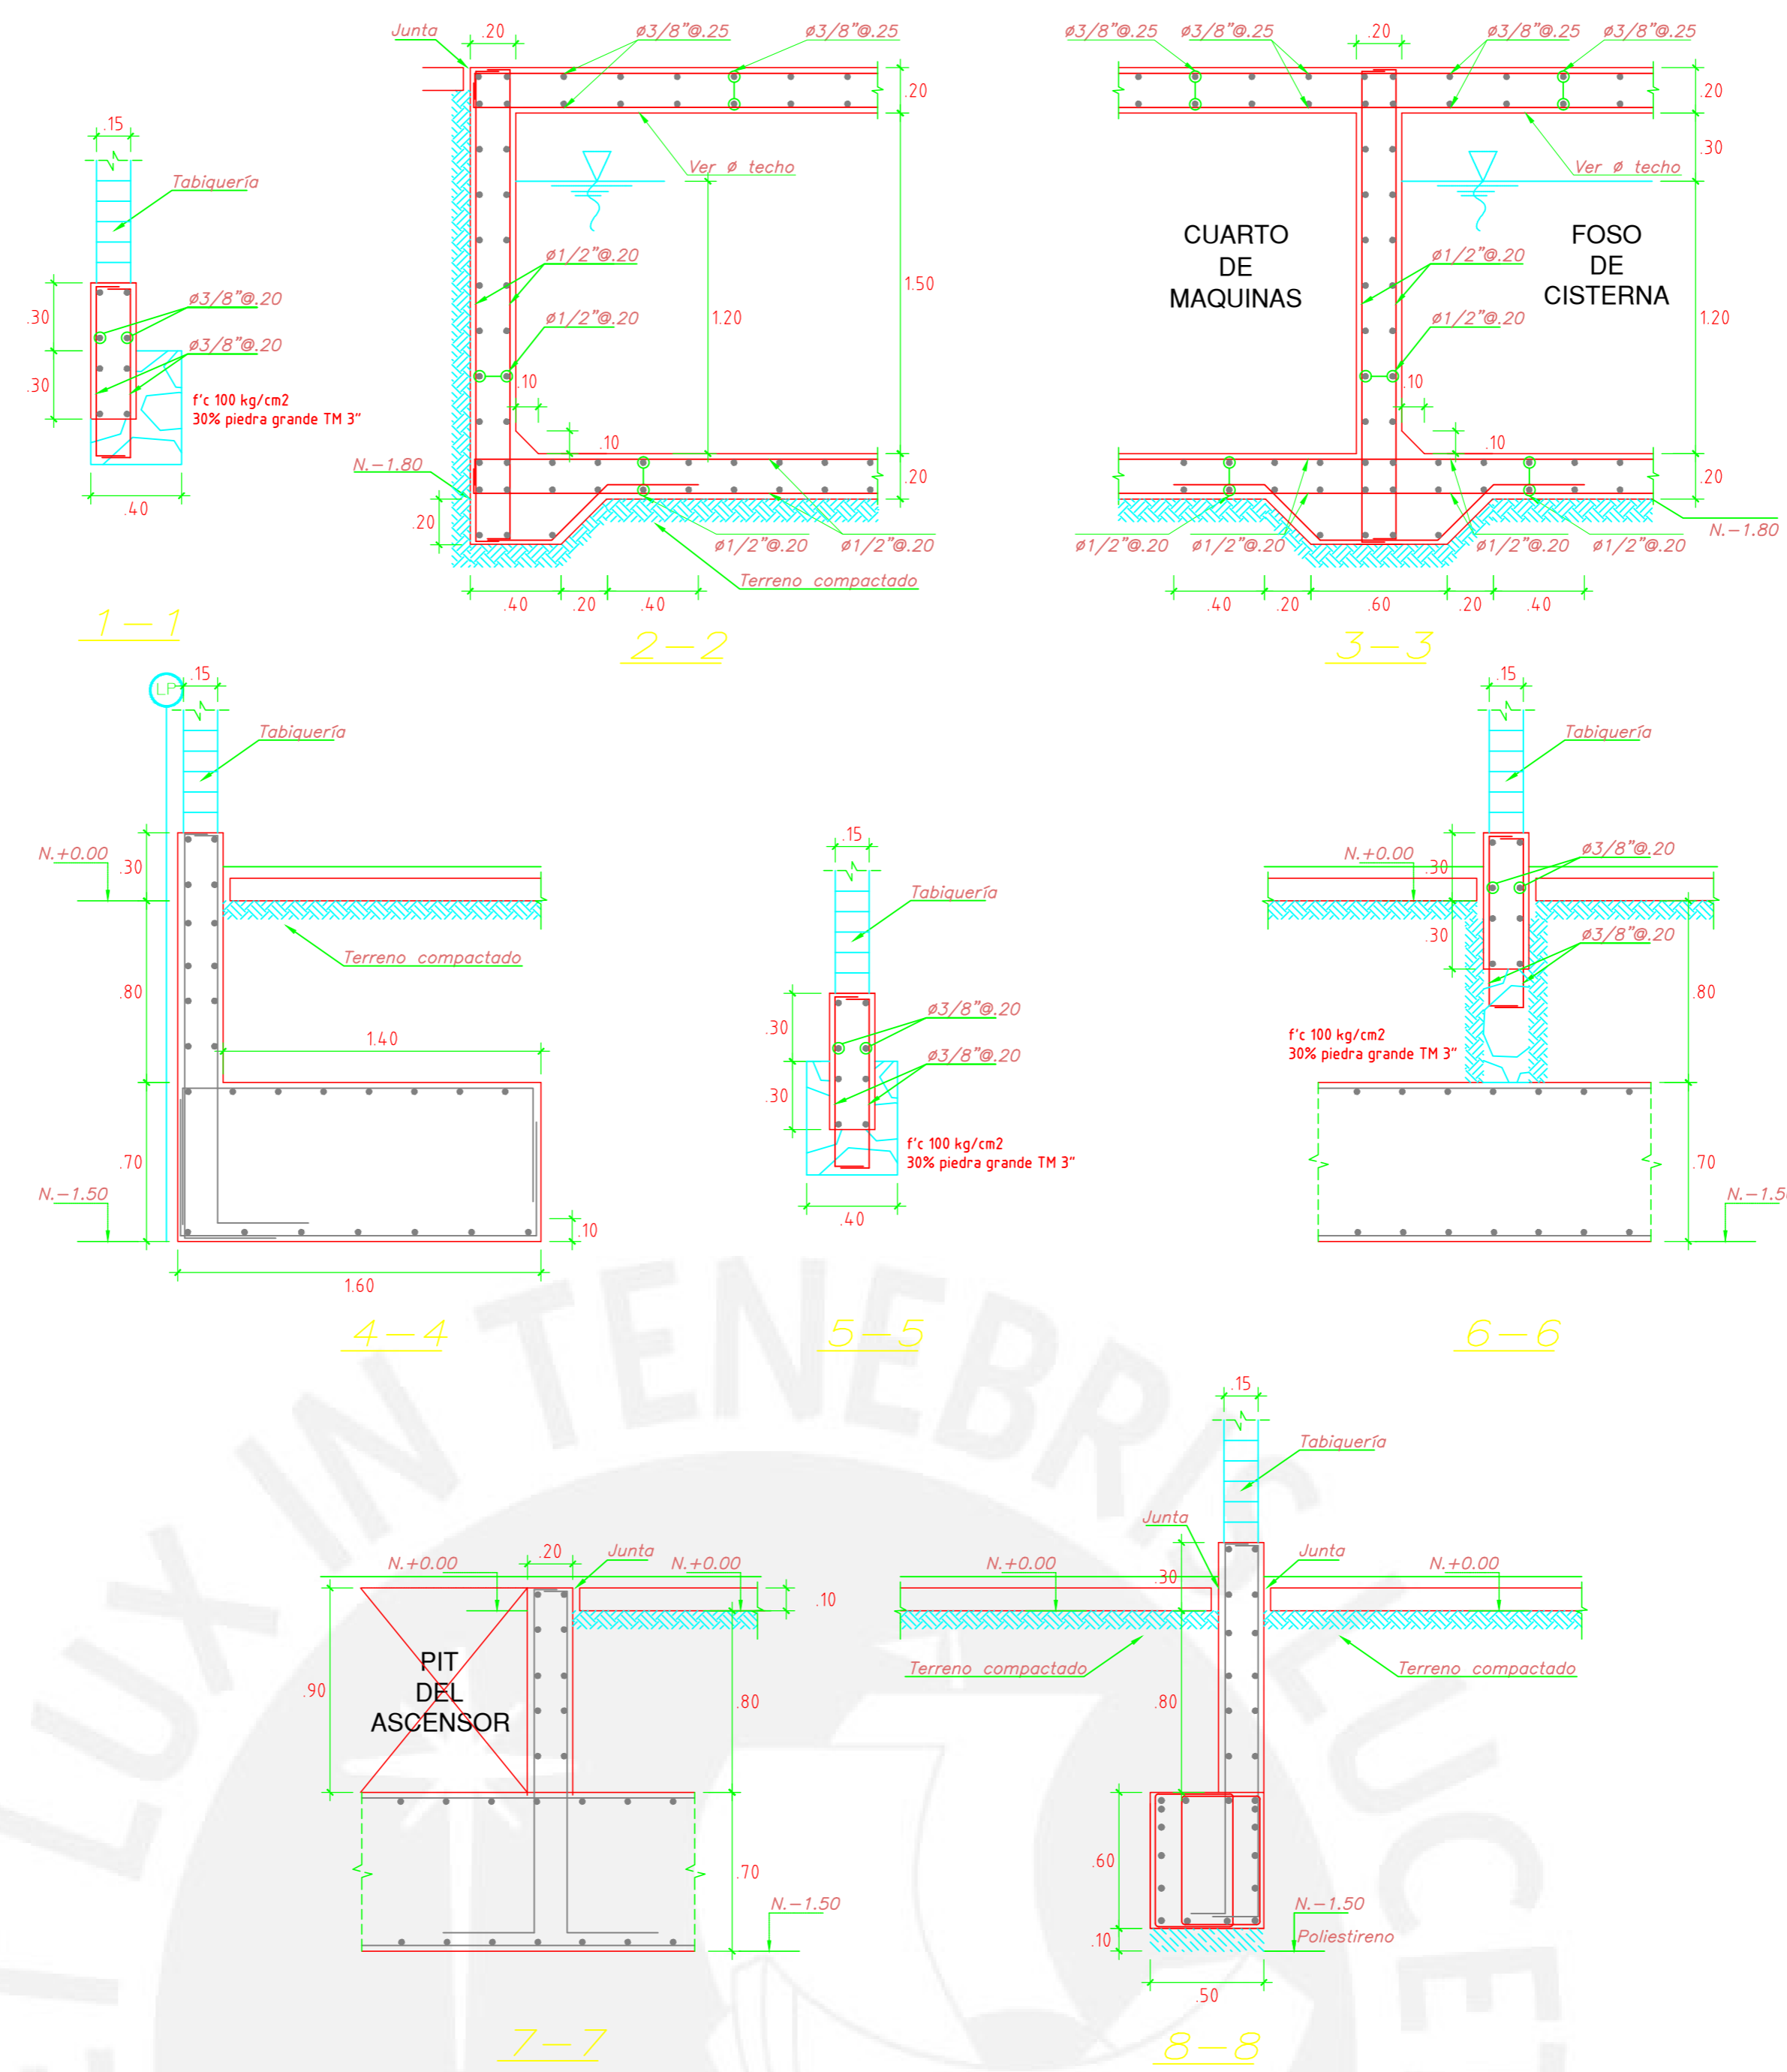 Junta
.20
ø3/8"@.25
ø3/8"@.25
.20
.15
Tabiquería
Ver ø techo
1.50
ø3/8"@.20
ø1/2"@.20
.30
ø1/2"@.20
1.20
ø3/8"@.20
.30
.10
f'c 100 kg/cm2
30% piedra grande TM 3"
.10
N.-1.80
.20
.40
.20
ø1/2"@.20
ø1/2"@.20
Terreno compactado
.40
.20
.40
1-1
2-2
ø3/8"@.25
ø3/8"@.25
.20
ø3/8"@.25
ø3/8"@.25
.20
.30
Ver ø techo
CUARTO
DE
MAQUINAS
FOSO
DE
CISTERNA
ø1/2"@.20
ø1/2"@.20
1.20
.10
.10
.20
N.-1.80
ø1/2"@.20
ø1/2"@.20
ø1/2"@.20
ø1/2"@.20
.40
.20
.60
.20
.40
3-3
LP
.15
Tabiquería
N.+0.00
.30
Terreno compactado
.80
1.40
.70
N.-1.50
.10
1.60
4-4
.15
Tabiquería
.30
ø3/8"@.20
ø3/8"@.20
.30
f'c 100 kg/cm2
30% piedra grande TM 3"
.40
5-5
.15
Tabiquería
N.+0.00
.30
ø3/8"@.20
.30
ø3/8"@.20
.80
f'c 100 kg/cm2
30% piedra grande TM 3"
.70
6-6
N.+0.00
.20
Junta
N.+0.00
.10
PIT
DEL
ASCENSOR
.90
.80
.70
N.-1.50
7-7
.15
Tabiquería
Junta
Junta
N.+0.00
.30
N.+0.00
Terreno compactado
Terreno compactado
.80
.60
N.-1.50
.10
Poliestireno
.50
8-8
LUX IN TENEBRIS LUCET